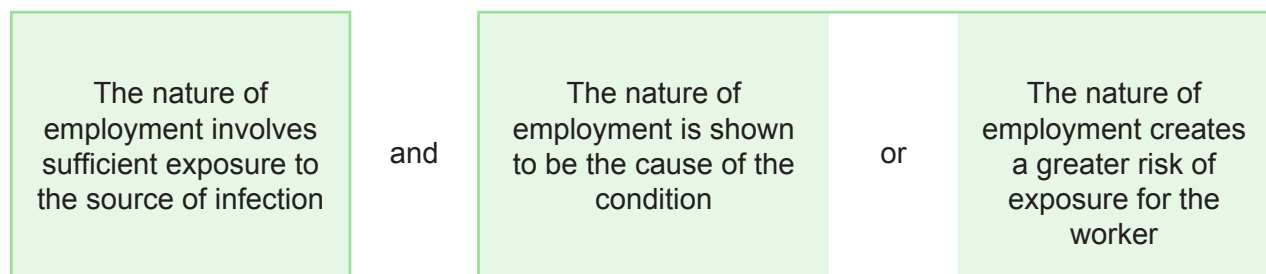 The nature of
employment involves
sufficient exposure to
the source of infection
and
The nature of
employment is shown
to be the cause of the
condition
or
The nature of
employment creates
a greater risk of
exposure for the
worker